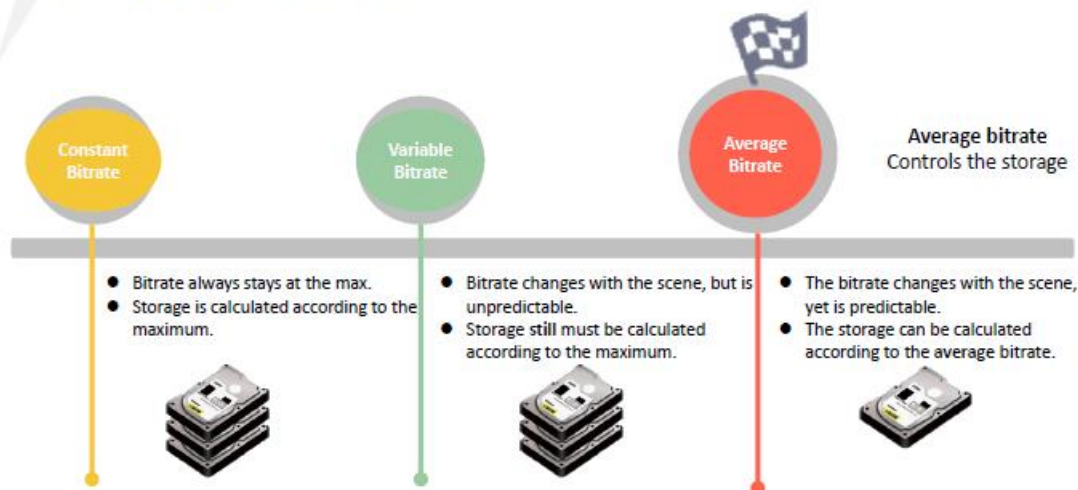 Constant
Bitrate
Variable
Bitrate
Average
Bitrate
Average bitrate
Controls the storage
● Bitrate always stays at the max.
● Storage is calculated according to the
maximum.
● Bitrate changes with the scene, but is
unpredictable.
● Storage still must be calculated
according to the maximum.
● The bitrate changes with the scene,
yet is predictable.
● The storage can be calculated
according to the average bitrate.